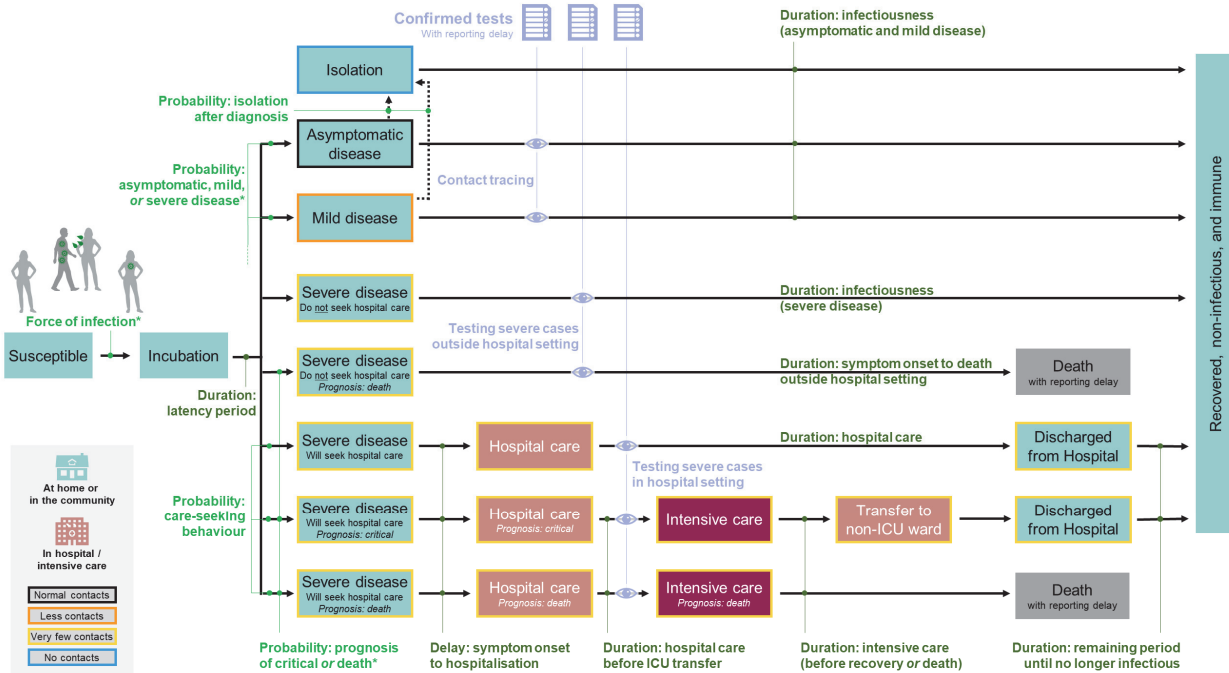 Confirmed tests
With reporting delay
Duration: infectiousness
(asymptomatic and mild disease)
Isolation
Probability: isolation
after diagnosis
Asymptomatic
disease
Probability:
asymptomatic, mild,
or severe disease*
Contact tracing
Mild disease
Severe disease
Do not seek hospital care
Duration: infectiousness
(severe disease)
Force of infection*
Testing severe cases
outside hospital setting
Susceptible
Incubation
Severe disease
Do not seek hospital care
Prognosis: death
Duration: symptom onset to death
outside hospital setting
Death
with reporting delay
Duration:
latency period
Severe disease
Will seek hospital care
Hospital care
Duration: hospital care
Discharged
from Hospital
Testing severe cases
in hospital setting
At home or
in the community
Probability:
care-seeking
behaviour
Severe disease
Will seek hospital care
Prognosis: critical
Hospital care
Prognosis: critical
Intensive care
Transfer to
non-ICU ward
Discharged
from Hospital
In hospital /
intensive care
Severe disease
Will seek hospital care
Prognosis: death
Hospital care
Prognosis: death
Intensive care
Prognosis: death
Death
with reporting delay
Normal contacts
Less contacts
Very few contacts
No contacts
Probability: prognosis
of critical or death*
Delay: symptom onset
to hospitalisation
Duration: hospital care
before ICU transfer
Duration: intensive care
(before recovery or death)
Duration: remaining period
until no longer infectious
Recovered, non-infectious, and immune